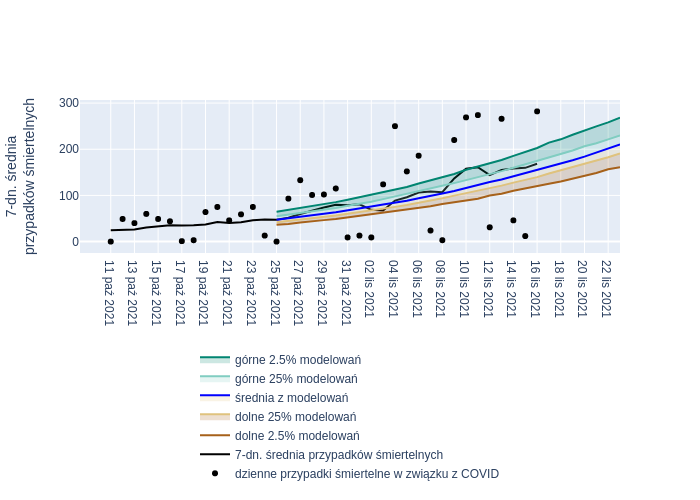 7-dn. średnia
przypadków śmiertelnych
300
200
100
0
11 paź 2021
13 paź 2021
15 paź 2021
17 paź 2021
19 paź 2021
21 paź 2021
23 paź 2021
25 paź 2021
27 paź 2021
29 paź 2021
31 paź 2021
02 lis 2021
04 lis 2021
06 lis 2021
08 lis 2021
10 lis 2021
12 lis 2021
14 lis 2021
16 lis 2021
18 lis 2021
20 lis 2021
22 lis 2021
górne 2.5% modelowań
górne 25% modelowań
średnia z modelowań
dolne 25% modelowań
dolne 2.5% modelowań
7-dn. średnia przypadków śmiertelnych
dzienne przypadki śmiertelne w związku z COVID